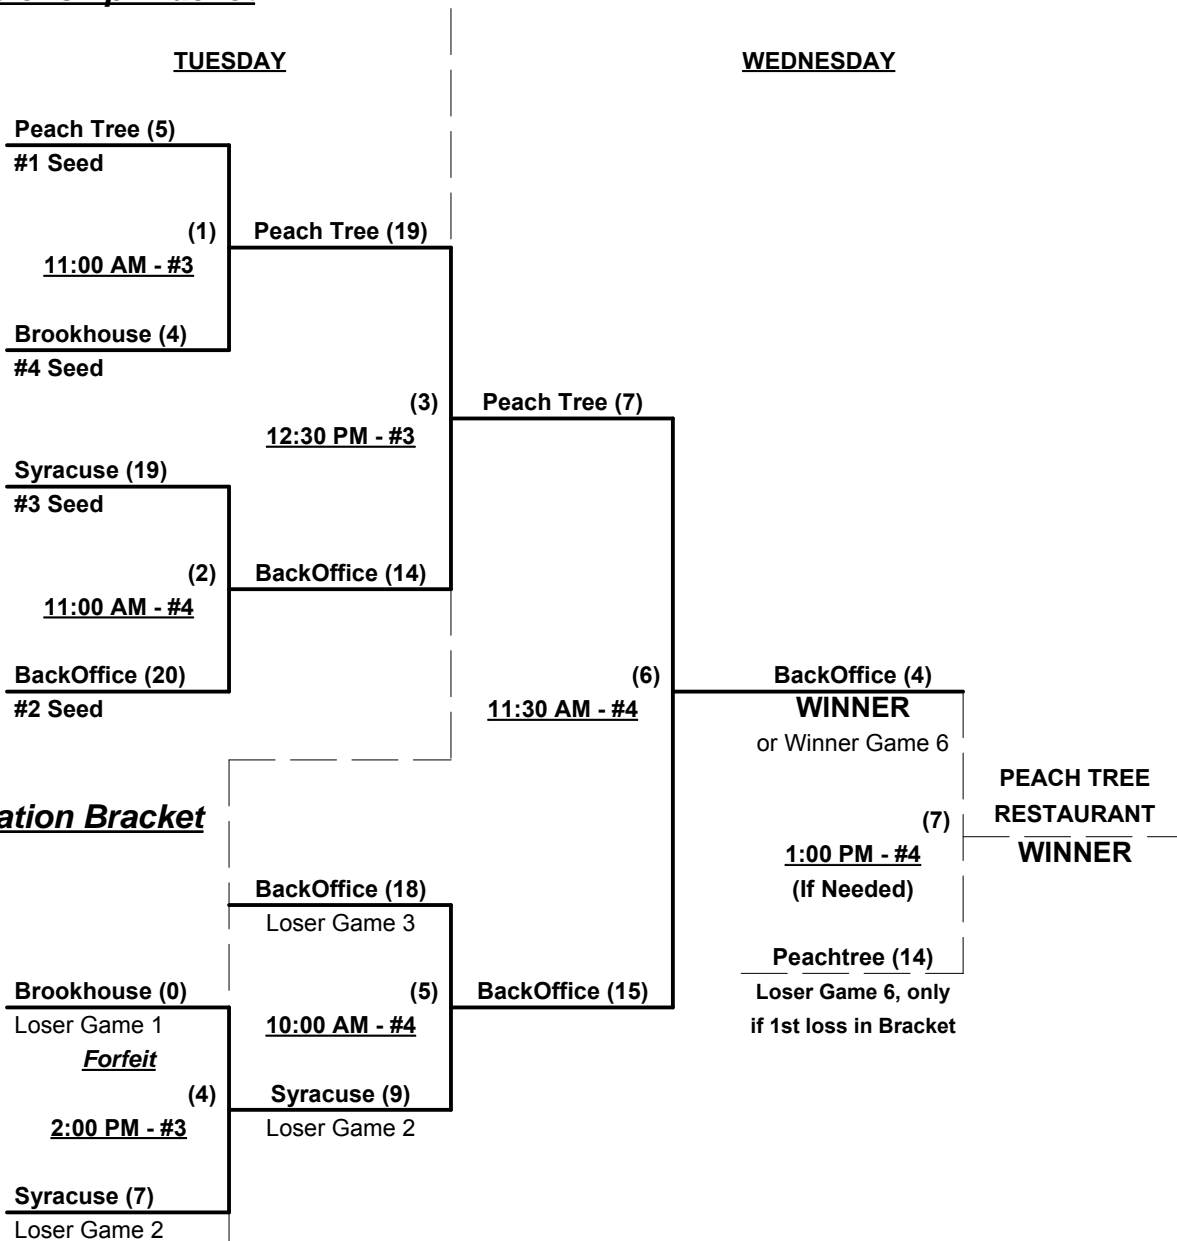 TUESDAY
WEDNESDAY
Peach Tree (5)
#1 Seed
(1)
Peach Tree (19)
11:00 AM - #3
Brookhouse (4)
#4 Seed
(3)
Peach Tree (7)
12:30 PM - #3
Syracuse (19)
#3 Seed
(2)
BackOffice (14)
11:00 AM - #4
BackOffice (20)
#2 Seed
(6)
BackOffice (4)
11:30 AM - #4
WINNER
or Winner Game 6
PEACH TREE
RESTAURANT
WINNER
(7)
1:00 PM - #4
(If Needed)
Bracket
BackOffice (18)
Loser Game 3
Peachtree (14)
Loser Game 6, only
if 1st loss in Bracket
Brookhouse (0)
Loser Game 1
Forfeit
(5)
BackOffice (15)
10:00 AM - #4
(4)
Syracuse (9)
2:00 PM - #3
Loser Game 2
Syracuse (7)
Loser Game 2